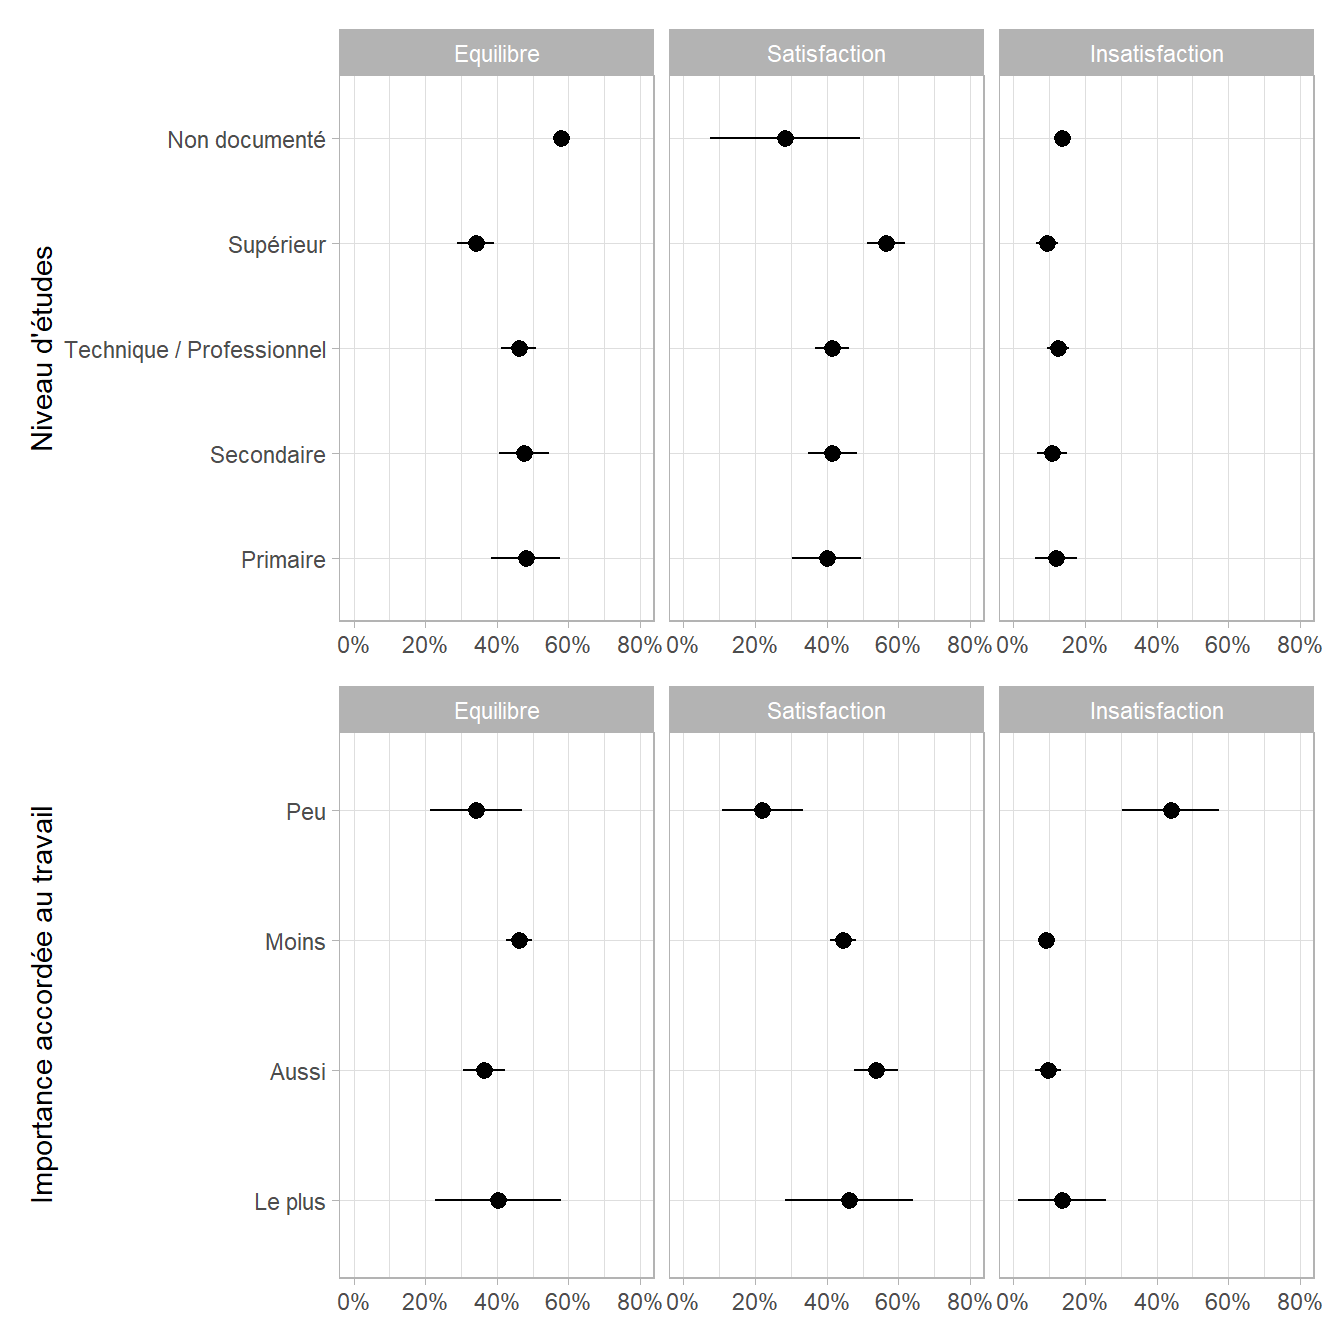 Equilibre Satisfaction Insatisfaction
Niveau d'études
Non documenté
Supérieur
Technique / Professionnel
Secondaire
Primaire
0% 20% 40% 60% 80% 0% 20% 40% 60% 80% 0% 20% 40% 60% 80%
Equilibre Satisfaction Insatisfaction
Importance accordée au travail
Peu
Moins
Aussi
Le plus
0% 20% 40% 60% 80% 0% 20% 40% 60% 80% 0% 20% 40% 60% 80%